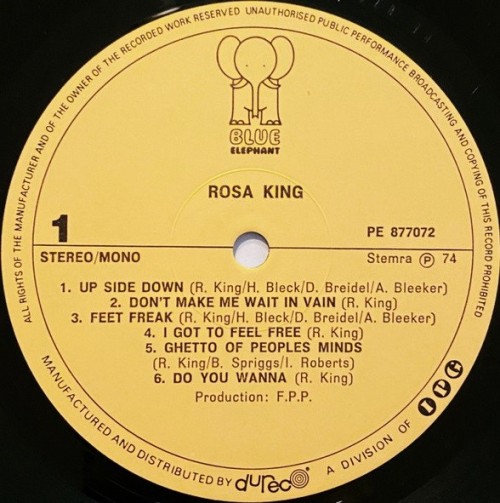 ALL RIGHTS OF THE MANUFACTURER AND OF THE OWNER OF THE RECORDED WORK RESERVED UNAUTHORISED PUBLIC PERFORMANCE BROADCASTING AND COPYING OF THIS RECORD PROHIBITED
BLUE
ELEPHANT
ROSA KING
1
PE 877072
STEREO/MONO
Stemra ℗ 74
1. UP SIDE DOWN (R. King/H. Bleck/D. Breidel/A. Bleeker)
2. DON'T MAKE ME WAIT IN VAIN (R. King)
3. FEET FREAK (R. King/H. Bleck/D. Breidel/A. Bleeker)
4. I GOT TO FEEL FREE (R. King)
5. GHETTO OF PEOPLES MINDS
(R. King/B. Spriggs/I. Roberts)
6. DO YOU WANNA (R. King)
Production: F.P.P.
MANUFACTURED AND DISTRIBUTED BY dureco A DIVISION OF